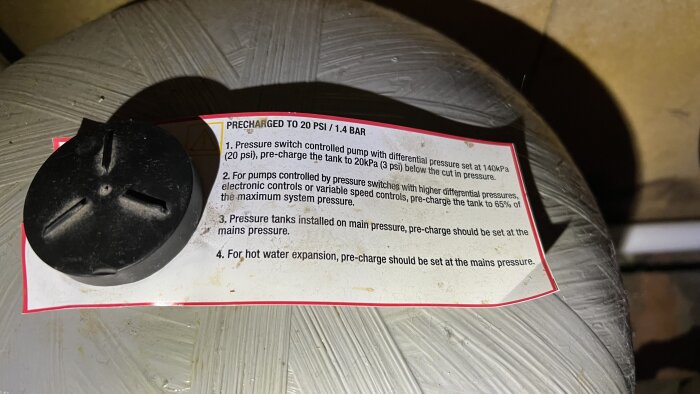 PRECHARGED TO 20 PSI / 1.4 BAR
1. Pressure switch controlled pump with differential pressure set at 140kPa
(20 psi), pre-charge the tank to 20kPa (3 psi) below the cut in pressure.
2. For pumps controlled by pressure switches with higher differential pressures,
electronic controls or variable speed controls, pre-charge the tank to 65% of
the maximum system pressure.
3. Pressure tanks installed on main pressure, pre-charge should be set at the
mains pressure.
4. For hot water expansion, pre-charge should be set at the mains pressure.